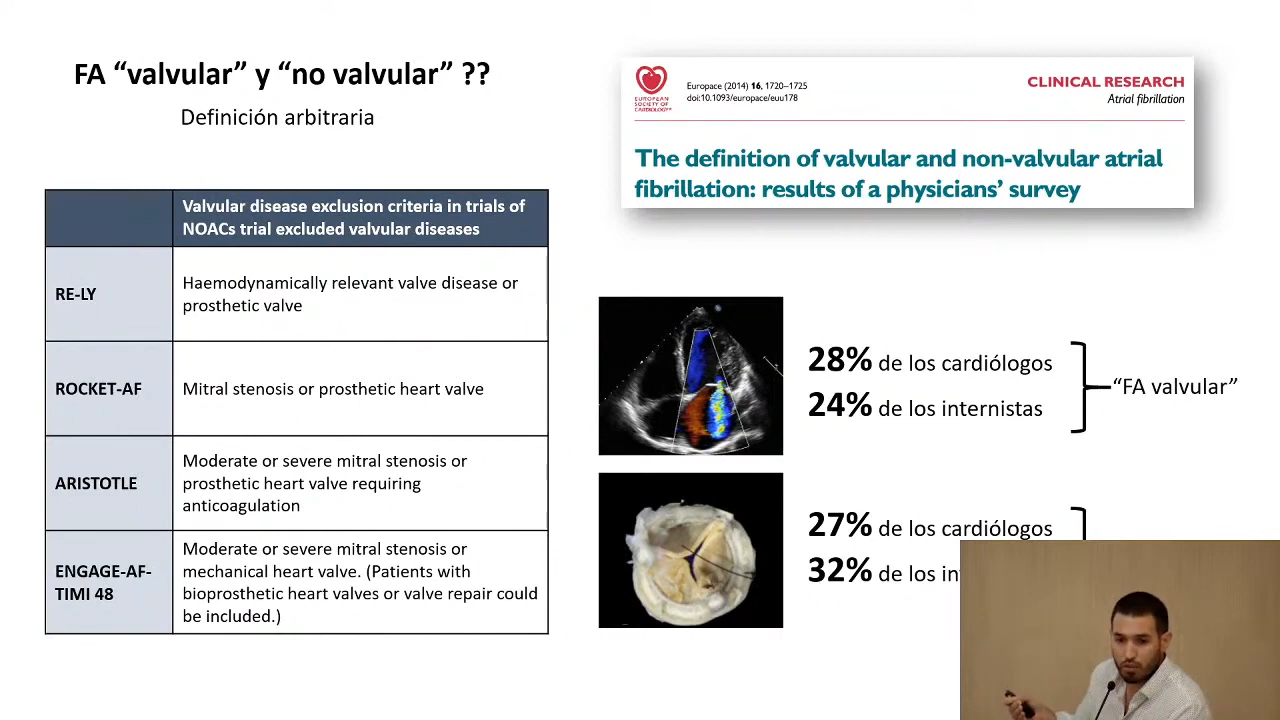 FA “valvular” y “no valvular” ??
Definición arbitraria
Valvular disease exclusion criteria in trials of
NOACs trial excluded valvular diseases
RE-LY
Haemodynamically relevant valve disease or
prosthetic valve
ROCKET-AF
Mitral stenosis or prosthetic heart valve
ARISTOTLE
Moderate or severe mitral stenosis or
prosthetic heart valve requiring
anticoagulation
ENGAGE-AF-
TIMI 48
Moderate or severe mitral stenosis or
mechanical heart valve. (Patients with
bioprosthetic heart valves or valve repair could
be included.)
EUROPEAN
SOCIETY OF
CARDIOLOGY®
Europace (2014) 16, 1720–1725
doi:10.1093/europace/euu178
CLINICAL RESEARCH
Atrial fibrillation
The definition of valvular and non-valvular atrial
fibrillation: results of a physicians’ survey
28% de los cardiólogos
24% de los internistas
“FA valvular”
27% de los cardiólogos
32% de los